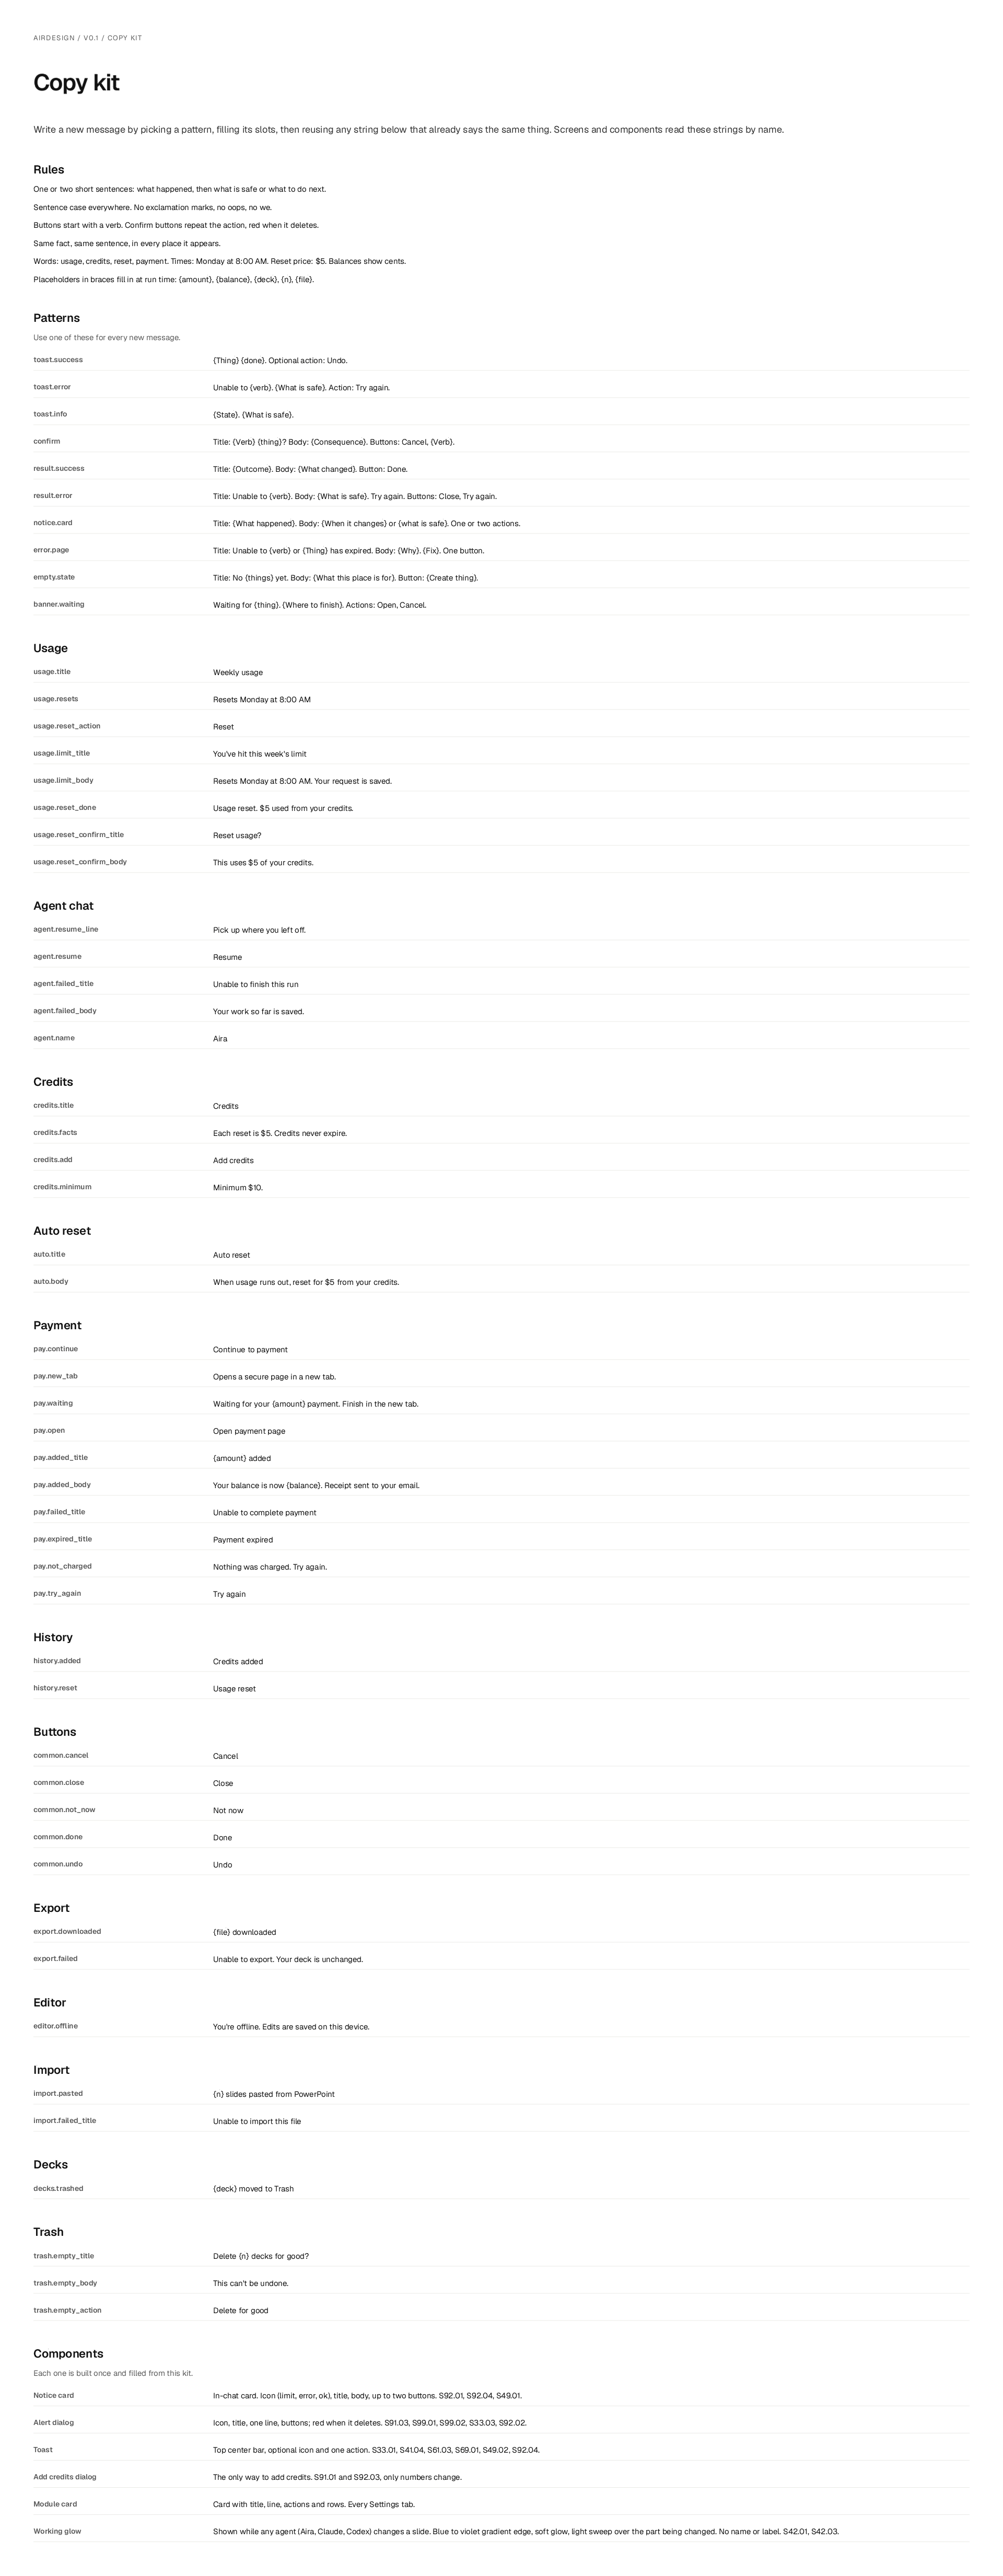 AIRDESIGN / V0.1 / COPY KIT
Copy kit
Write a new message by picking a pattern, filling its slots, then reusing any string below that already says the same thing. Screens and components read these strings by name.
Rules
One or two short sentences: what happened, then what is safe or what to do next.
Sentence case everywhere. No exclamation marks, no oops, no we.
Buttons start with a verb. Confirm buttons repeat the action, red when it deletes.
Same fact, same sentence, in every place it appears.
Words: usage, credits, reset, payment. Times: Monday at 8:00 AM. Reset price: $5. Balances show cents.
Placeholders in braces fill in at run time: {amount}, {balance}, {deck}, {n}, {file}.
Patterns
Use one of these for every new message.
toast.success {Thing} {done}. Optional action: Undo.
toast.error Unable to {verb}. {What is safe}. Action: Try again.
toast.info {State}. {What is safe}.
confirm Title: {Verb} {thing}? Body: {Consequence}. Buttons: Cancel, {Verb}.
result.success Title: {Outcome}. Body: {What changed}. Button: Done.
result.error Title: Unable to {verb}. Body: {What is safe}. Try again. Buttons: Close, Try again.
notice.card Title: {What happened}. Body: {When it changes} or {what is safe}. One or two actions.
error.page Title: Unable to {verb} or {Thing} has expired. Body: {Why}. {Fix}. One button.
empty.state Title: No {things} yet. Body: {What this place is for}. Button: {Create thing}.
banner.waiting Waiting for {thing}. {Where to finish}. Actions: Open, Cancel.
Usage
usage.title Weekly usage
usage.resets Resets Monday at 8:00 AM
usage.reset_action Reset
usage.limit_title You've hit this week's limit
usage.limit_body Resets Monday at 8:00 AM. Your request is saved.
usage.reset_done Usage reset. $5 used from your credits.
usage.reset_confirm_title Reset usage?
usage.reset_confirm_body This uses $5 of your credits.
Agent chat
agent.resume_line Pick up where you left off.
agent.resume Resume
agent.failed_title Unable to finish this run
agent.failed_body Your work so far is saved.
agent.name Aira
Credits
credits.title Credits
credits.facts Each reset is $5. Credits never expire.
credits.add Add credits
credits.minimum Minimum $10.
Auto reset
auto.title Auto reset
auto.body When usage runs out, reset for $5 from your credits.
Payment
pay.continue Continue to payment
pay.new_tab Opens a secure page in a new tab.
pay.waiting Waiting for your {amount} payment. Finish in the new tab.
pay.open Open payment page
pay.added_title {amount} added
pay.added_body Your balance is now {balance}. Receipt sent to your email.
pay.failed_title Unable to complete payment
pay.expired_title Payment expired
pay.not_charged Nothing was charged. Try again.
pay.try_again Try again
History
history.added Credits added
history.reset Usage reset
Buttons
common.cancel Cancel
common.close Close
common.not_now Not now
common.done Done
common.undo Undo
Export
export.downloaded {file} downloaded
export.failed Unable to export. Your deck is unchanged.
Editor
editor.offline You're offline. Edits are saved on this device.
Import
import.pasted {n} slides pasted from PowerPoint
import.failed_title Unable to import this file
Decks
decks.trashed {deck} moved to Trash
Trash
trash.empty_title Delete {n} decks for good?
trash.empty_body This can't be undone.
trash.empty_action Delete for good
Components
Each one is built once and filled from this kit.
Notice card In-chat card. Icon (limit, error, ok), title, body, up to two buttons. S92.01, S92.04, S49.01.
Alert dialog Icon, title, one line, buttons; red when it deletes. S91.03, S99.01, S99.02, S33.03, S92.02.
Toast Top center bar, optional icon and one action. S33.01, S41.04, S61.03, S69.01, S49.02, S92.04.
Add credits dialog The only way to add credits. S91.01 and S92.03, only numbers change.
Module card Card with title, line, actions and rows. Every Settings tab.
Working glow Shown while any agent (Aira, Claude, Codex) changes a slide. Blue to violet gradient edge, soft glow, light sweep over the part being changed. No name or label. S42.01, S42.03.